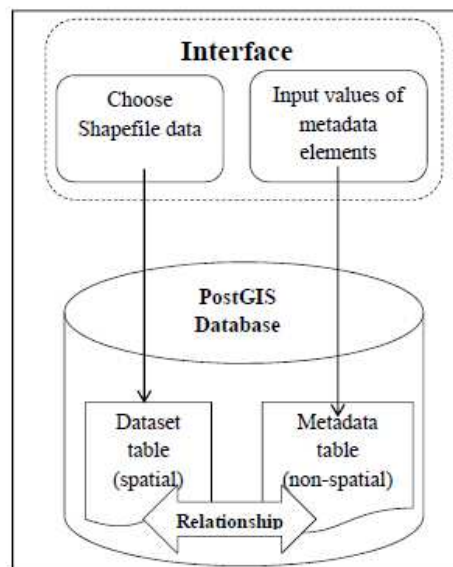 Interface
Choose
Shapefile data
Input values of
metadata
elements
PostGIS
Database
Dataset
table
(spatial)
Metadata
table
(non-spatial)
Relationship